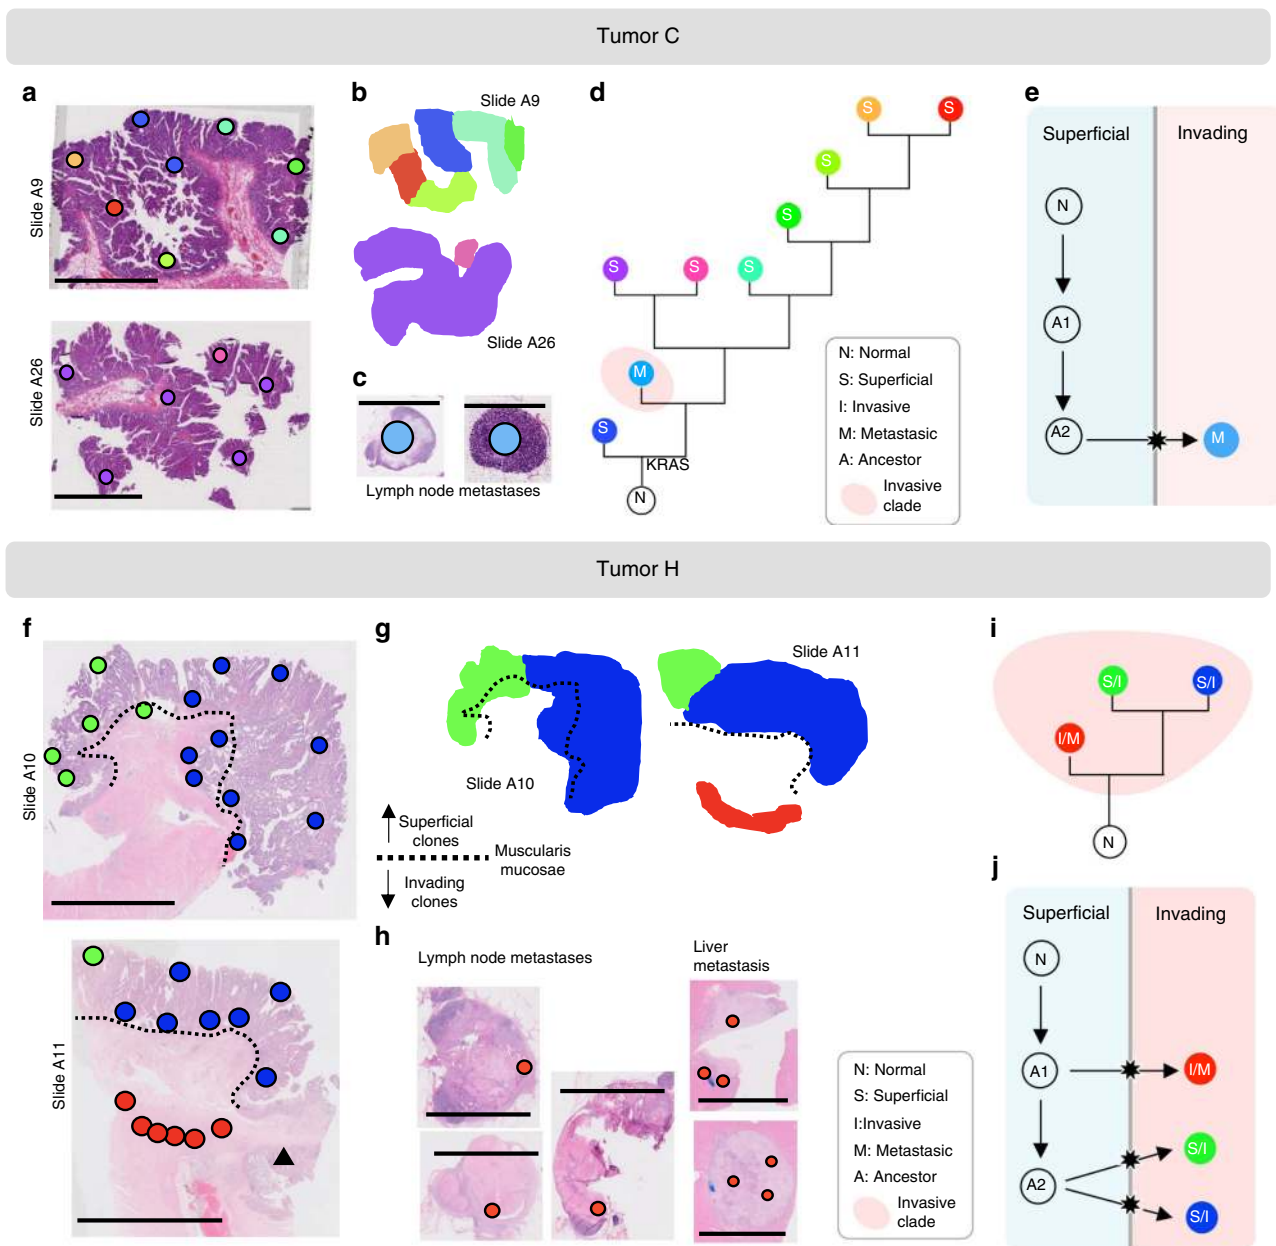 Tumor C
a
b
d
e
Slide A9
Slide A9
Slide A26
Slide A26
c
Lymph node metastases
S
S
S
S
S
S
S
M
S
KRAS
N
N: Normal
S: Superficial
I: Invasive
M: Metastasic
A: Ancestor
Invasive
clade
Superficial
Invading
N
A1
A2
M
Tumor H
f
g
i
Slide A10
Slide A11
Slide A10
Slide A11
Superficial
clones
Muscularis
mucosae
Invading
clones
h
Lymph node metastases
Liver
metastasis
N: Normal
S: Superficial
I:Invasive
M: Metastasic
A: Ancestor
Invasive
clade
S/I
S/I
I/M
N
j
Superficial
Invading
N
A1
I/M
S/I
A2
S/I